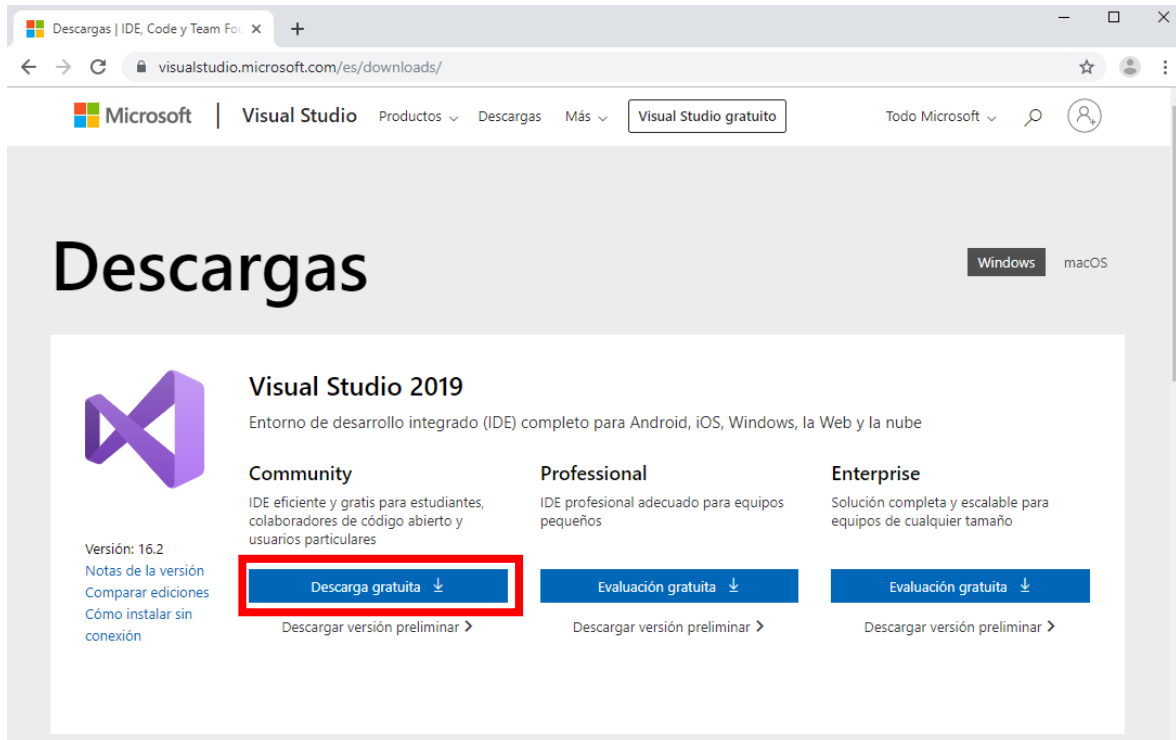 Descargas | IDE, Code y Team Fou
visualstudio.microsoft.com/es/downloads/
Microsoft | Visual Studio Productos Descargas Más Visual Studio gratuito Todo Microsoft
Descargas
Windows macOS
Visual Studio 2019
Entorno de desarrollo integrado (IDE) completo para Android, iOS, Windows, la Web y la nube
Versión: 16.2
Notas de la versión
Comparar ediciones
Cómo instalar sin
conexión
Community
IDE eficiente y gratis para estudiantes,
colaboradores de código abierto y
usuarios particulares
Descarga gratuita
Descargar versión preliminar
Professional
IDE profesional adecuado para equipos
pequeños
Evaluación gratuita
Descargar versión preliminar
Enterprise
Solución completa y escalable para
equipos de cualquier tamaño
Evaluación gratuita
Descargar versión preliminar